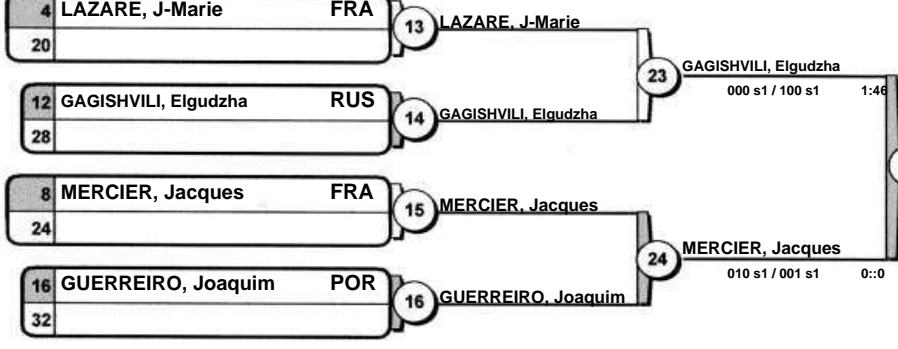 4 LAZARE, J-Marie FRA
20
13 LAZARE, J-Marie
12 GAGISHVILI, Elgudzha RUS
28
14 GAGISHVILI, Elgudzha
23 GAGISHVILI, Elgudzha
000 s1 / 100 s1 1:46
8 MERCIER, Jacques FRA
24
15 MERCIER, Jacques
16 GUERREIRO, Joaquim POR
32
16 GUERREIRO, Joaquim
24 MERCIER, Jacques
010 s1 / 001 s1 0::0